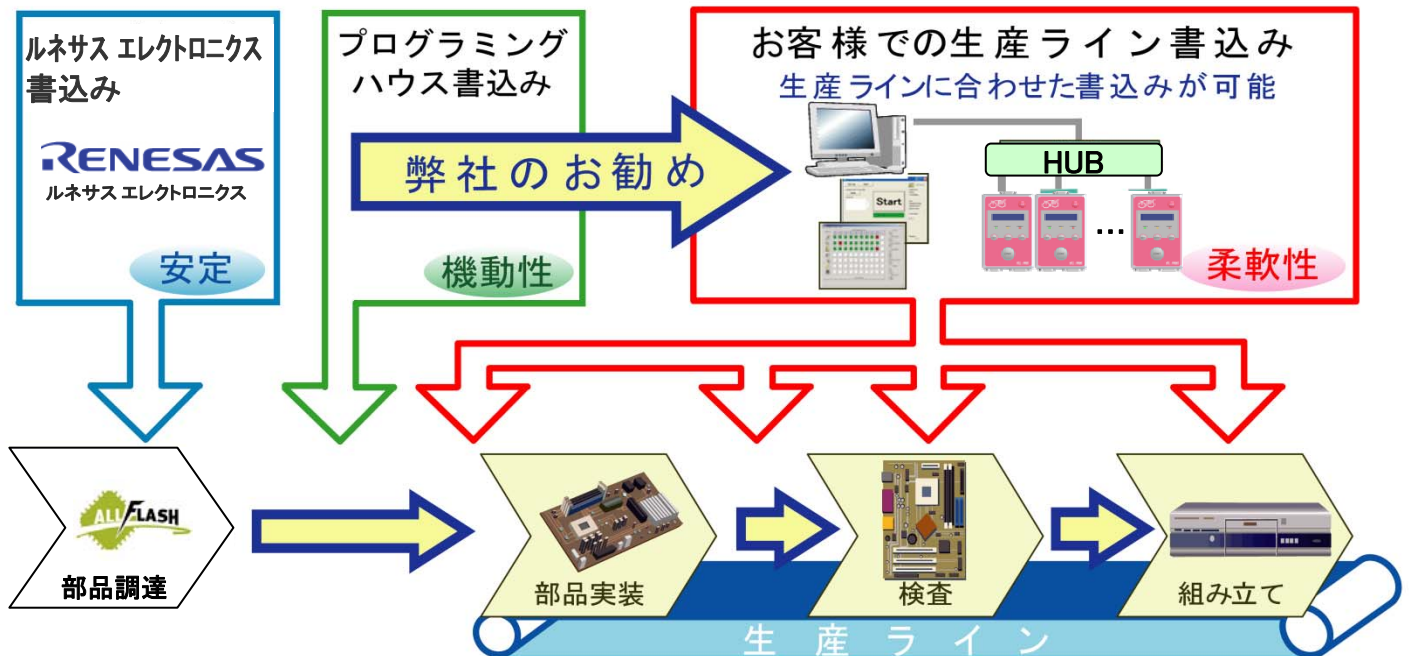 ルネサス エレクトロニクス
書込み
RENESAS
ルネサス エレクトロニクス
安定
プログラミング
ハウス書込み
機動性
弊社のお勧め
お客様での生産ライン書込み
生産ラインに合わせた書込みが可能
HUB
Start
...
柔軟性
ALL FLASH
部品調達
部品実装
検査
組み立て
生産ライン